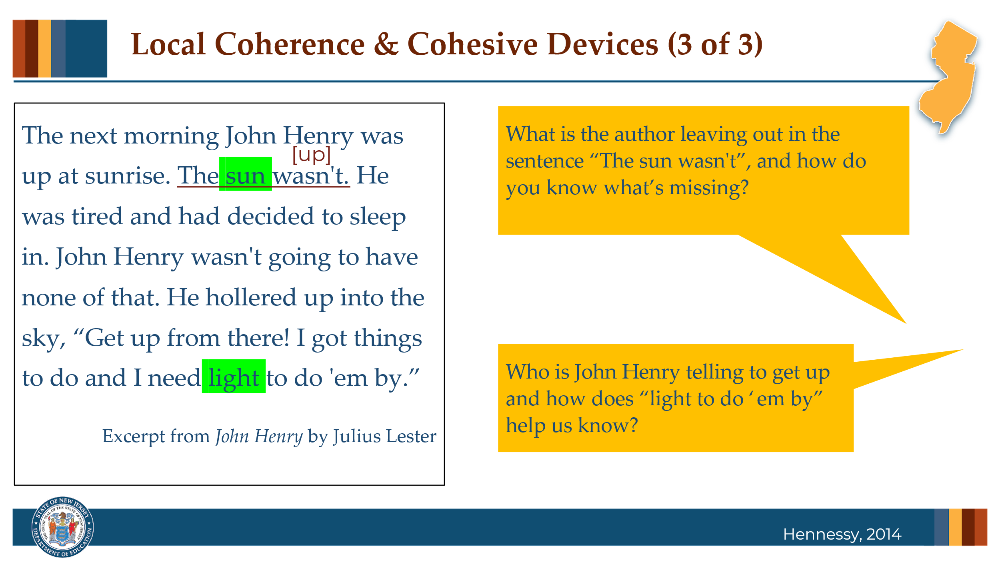 Local Coherence & Cohesive Devices (3 of 3)
The next morning John Henry was
[up]
up at sunrise. The sun wasn't. He
was tired and had decided to sleep
in. John Henry wasn't going to have
none of that. He hollered up into the
sky, “Get up from there! I got things
to do and I need light to do 'em by.”
Excerpt from John Henry by Julius Lester
What is the author leaving out in the
sentence “The sun wasn't”, and how do
you know what’s missing?
Who is John Henry telling to get up
and how does “light to do ‘em by”
help us know?
STATE OF NEW JERSEY
THE GREAT SEAL OF THE STATE OF NEW JERSEY
DEPARTMENT OF EDUCATION
Hennessy, 2014